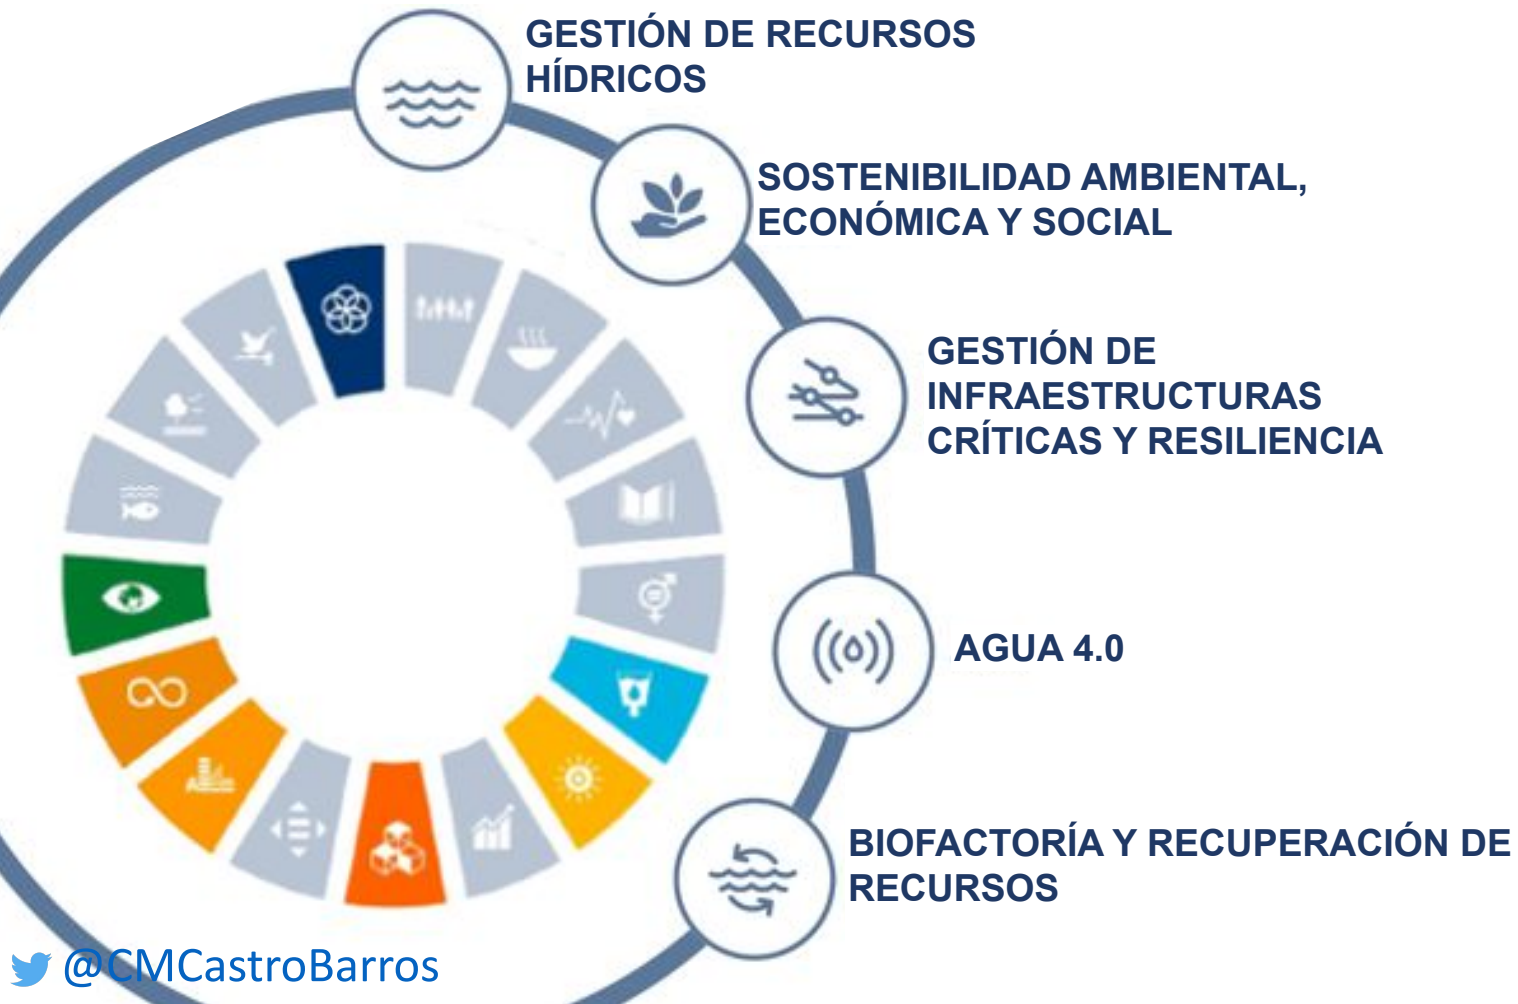 GESTIÓN DE RECURSOS
HÍDRICOS
SOSTENIBILIDAD AMBIENTAL,
ECONÓMICA Y SOCIAL
GESTIÓN DE
INFRAESTRUCTURAS
CRÍTICAS Y RESILIENCIA
AGUA 4.0
BIOFACTORÍA Y RECUPERACIÓN DE
RECURSOS
@CMCastroBarros